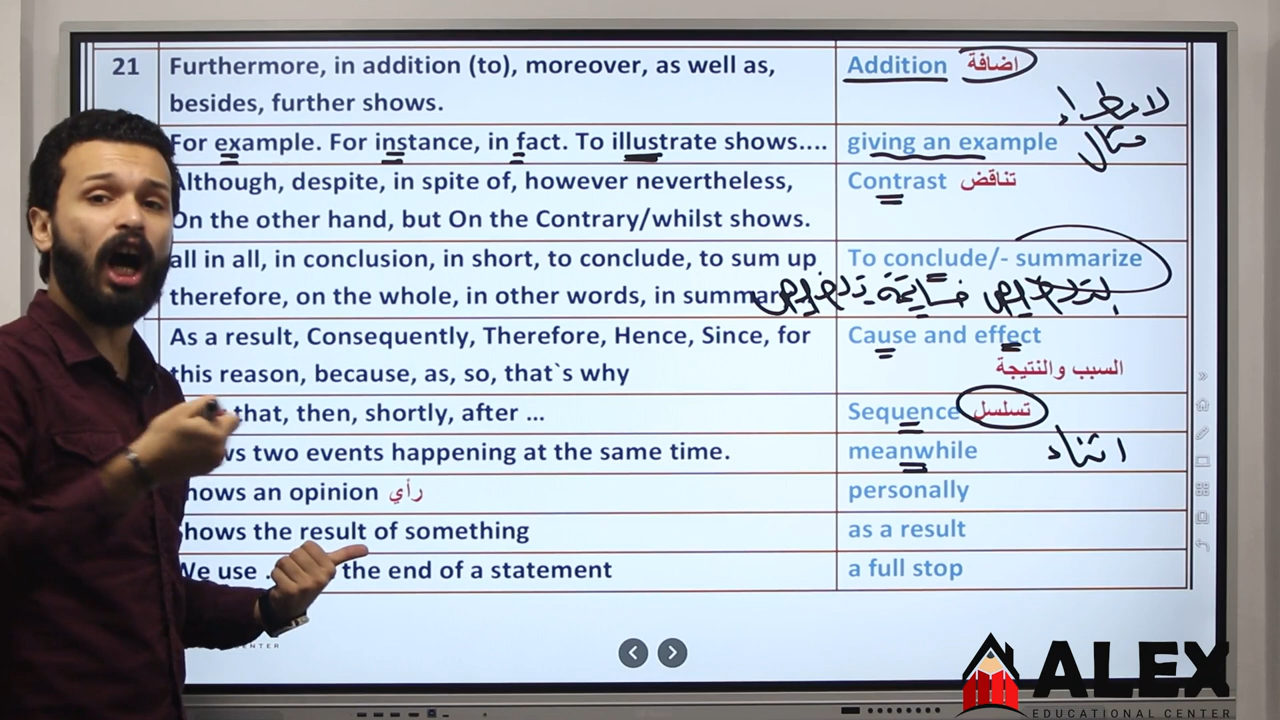 21 Furthermore, in addition (to), moreover, as well as, Addition اضافة
besides, further shows.
For example. For instance, in fact. To illustrate shows.... giving an example مثال
Although, despite, in spite of, however nevertheless, Contrast تناقض
On the other hand, but On the Contrary/whilst shows.
all in all, in conclusion, in short, to conclude, to sum up To conclude/- summarize
therefore, on the whole, in other words, in summar
As a result, Consequently, Therefore, Hence, Since, for Cause and effect
this reason, because, as, so, that`s why السبب والنتيجة
that, then, shortly, after ... Sequence تسلسل
two events happening at the same time. meanwhile اثناء
shows an opinion رأي personally
shows the result of something as a result
We use the end of a statement a full stop
CENTER
ALEX
EDUCATIONAL CENTER